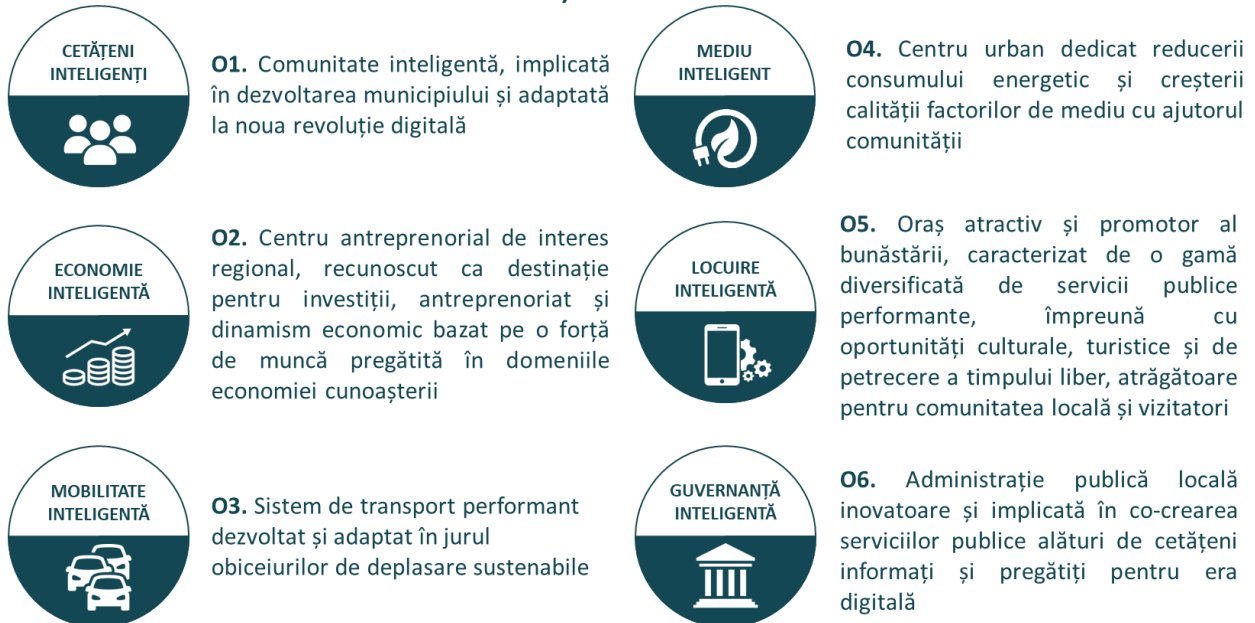 CETĂȚENI
INTELIGENȚI
O1. Comunitate inteligentă, implicată
în dezvoltarea municipiului și adaptată
la noua revoluție digitală
ECONOMIE
INTELIGENTĂ
O2. Centru antreprenorial de interes
regional, recunoscut ca destinație
pentru investiții, antreprenoriat și
dinamism economic bazat pe o forță
de muncă pregătită în domeniile
economiei cunoașterii
MOBILITATE
INTELIGENTĂ
O3. Sistem de transport performant
dezvoltat și adaptat în jurul
obiceiurilor de deplasare sustenabile
MEDIU
INTELIGENT
O4. Centru urban dedicat reducerii
consumului energetic și creșterii
calității factorilor de mediu cu ajutorul
comunității
LOCUIRE
INTELIGENTĂ
O5. Oraș atractiv și promotor al
bunăstării, caracterizat de o gamă
diversificată de servicii publice
performante, împreună cu
oportunități culturale, turistice și de
petrecere a timpului liber, atrăgătoare
pentru comunitatea locală și vizitatori
GUVERNANȚĂ
INTELIGENTĂ
O6. Administrație publică locală
inovatoare și implicată în co-crearea
serviciilor publice alături de cetățeni
informați și pregătiți pentru era
digitală